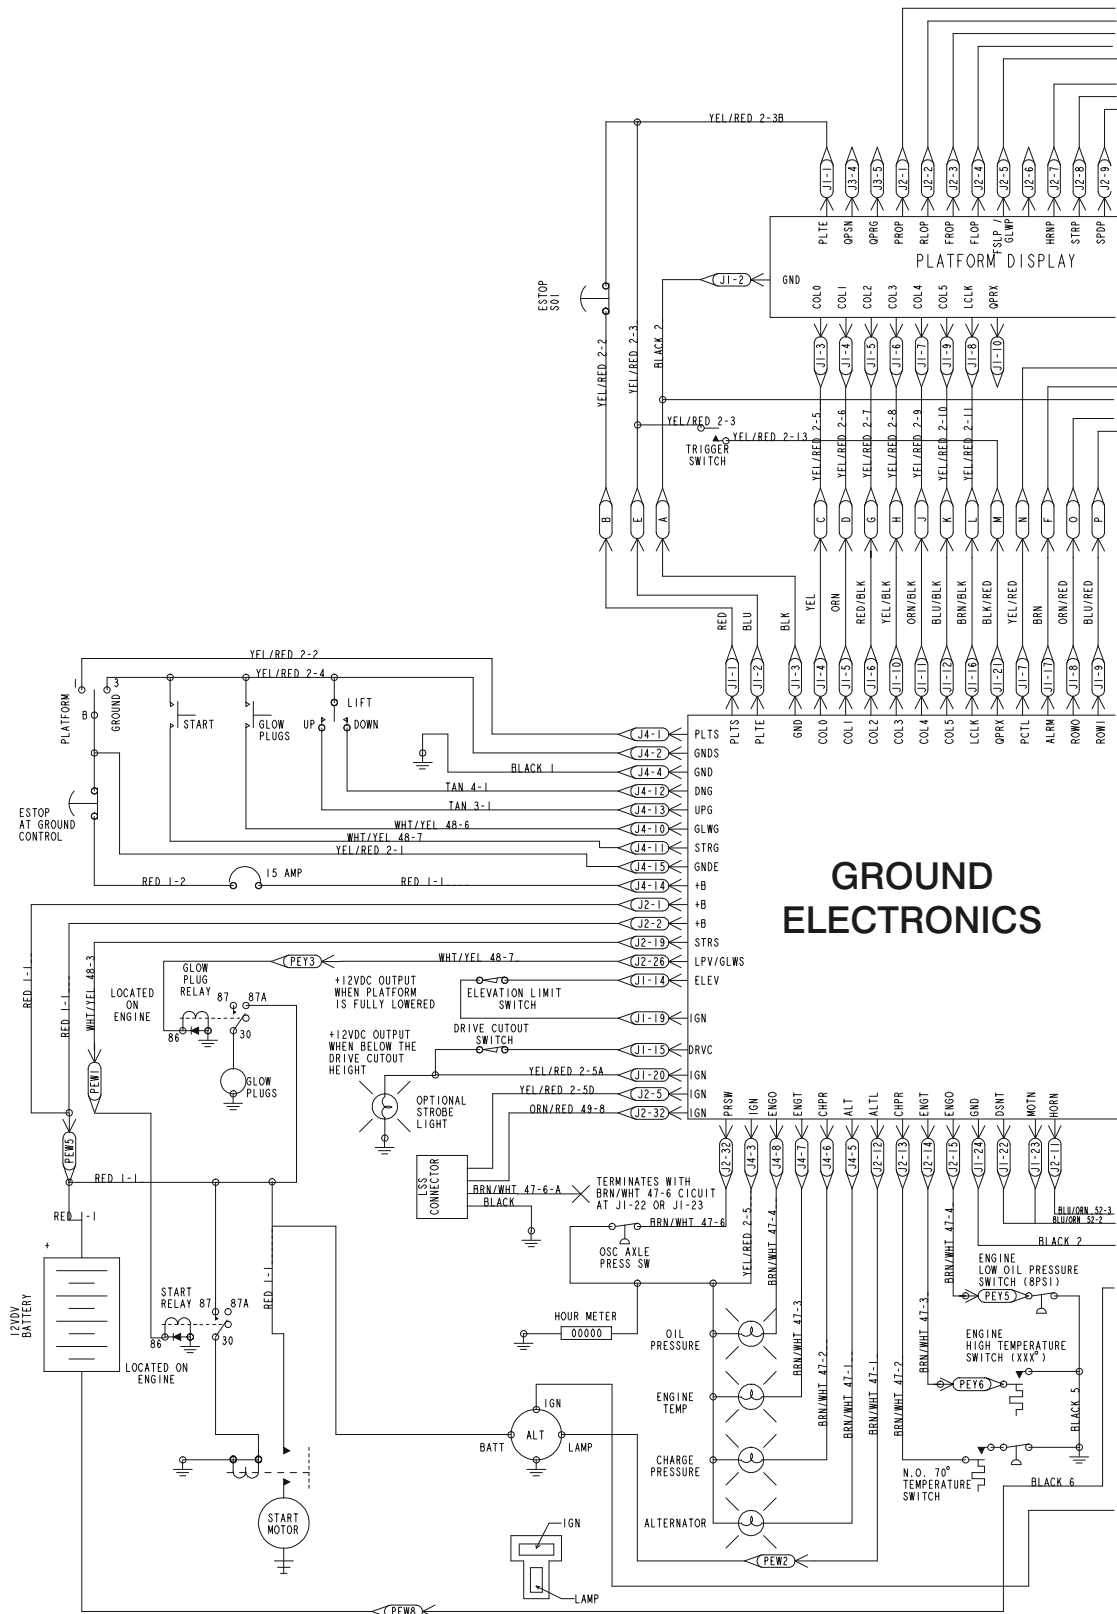 YEL/RED 2-3B
J1-1
J3-4
J3-5
J2-1
J2-2
J2-3
J2-4
J2-5
J2-6
J2-7
J2-8
J2-9
PLTE
QPSN
QPRG
PROP
RLOP
FROP
FLOP
FSLP /
GLWP
HRNP
STRP
SPDP
PLATFORM DISPLAY
J1-2
GND
COL0
COL1
COL2
COL3
COL4
COL5
LCLK
QPRX
J1-3
J1-4
J1-5
J1-6
J1-7
J1-9
J1-8
J1-10
ESTOP
S01
YEL/RED 2-2
YEL/RED 2-3
BLACK 2
YEL/RED 2-3
YEL/RED 2-13
TRIGGER
SWITCH
YEL/RED 2-5
YEL/RED 2-6
YEL/RED 2-7
YEL/RED 2-8
YEL/RED 2-9
YEL/RED 2-10
YEL/RED 2-11
B
E
A
C
D
G
H
J
K
L
M
N
F
O
P
RED
BLU
BLK
YEL
ORN
RED/BLK
YEL/BLK
ORN/BLK
BLU/BLK
BRN/BLK
BLK/RED
YEL/RED
BRN
ORN/RED
BLU/RED
J1-1
J1-2
J1-3
J1-4
J1-5
J1-6
J1-10
J1-11
J1-12
J1-16
J1-21
J1-7
J1-17
J1-8
J1-9
PLTS
PLTE
GND
COL0
COL1
COL2
COL3
COL4
COL5
LCLK
QPRX
PCTL
ALRM
ROW0
ROW1
YEL/RED 2-2
YEL/RED 2-4
1
3
PLATFORM
B
GROUND
START
GLOW
PLUGS
LIFT
UP
DOWN
J4-1 PLTS
J4-2 GNDS
BLACK 1 J4-4 GND
TAN 4-1 J4-12 DNG
TAN 3-1 J4-13 UPG
WHT/YEL 48-6 J4-10 GLWG
WHT/YEL 48-7 J4-11 STRG
YEL/RED 2-1 J4-15 GNDE
ESTOP
AT GROUND
CONTROL
RED 1-2 15 AMP RED 1-1 J4-14 +B
J2-1 +B
J2-2 +B
J2-19 STRS
PEY3 WHT/YEL 48-7 J2-26 LPV/GLWS
J1-14 ELEV
GROUND
ELECTRONICS
RED 1-1
RED 1-1
WHT/YEL 48-3
GLOW
PLUG
RELAY
87
87A
LOCATED
ON
ENGINE
86
30
GLOW
PLUGS
+12VDC OUTPUT
WHEN PLATFORM
IS FULLY LOWERED
ELEVATION LIMIT
SWITCH
J1-19 IGN
+12VDC OUTPUT
WHEN BELOW THE
DRIVE CUTOUT
HEIGHT
DRIVE CUTOUT
SWITCH
J1-15 DRVC
YEL/RED 2-5A J1-20 IGN
YEL/RED 2-5D J2-5 IGN
ORN/RED 49-8 J2-32 IGN
OPTIONAL
STROBE
LIGHT
PEW1
PEW5
RED 1-1
RED 1-1
+
12VDV
BATTERY
START
RELAY
87
87A
86
30
LOCATED ON
ENGINE
RED 1-1
LSS
CONNECTOR
BRN/WHT 47-6-A
BLACK
TERMINATES WITH
BRN/WHT 47-6 CICUIT
AT J1-22 OR J1-23
PRSW
IGN
ENGO
ENGT
CHPR
ALT
ALTL
CHPR
ENGT
ENGO
GND
DSNT
MOTN
HORN
J2-32
J4-3
J4-8
J4-7
J4-6
J4-5
J2-12
J2-13
J2-14
J2-15
J1-24
J1-22
J1-23
J2-11
BLU/ORN 52-3
BLU/ORN 52-2
BLACK 2
BRN/WHT 47-6
OSC AXLE
PRESS SW
YEL/RED 2-5
BRN/WHT 47-4
BRN/WHT 47-3
BRN/WHT 47-2
BRN/WHT 47-1
BRN/WHT 47-1
BRN/WHT 47-2
BRN/WHT 47-3
BRN/WHT 47-4
ENGINE
LOW OIL PRESSURE
SWITCH (8PSI)
PEY5
HOUR METER
00000
OIL
PRESSURE
ENGINE
TEMP
CHARGE
PRESSURE
ALTERNATOR
ENGINE
HIGH TEMPERATURE
SWITCH (XXX°)
PEY6
BLACK 5
N.O. 70°
TEMPERATURE
SWITCH
BLACK 6
IGN
BATT
ALT
LAMP
START
MOTOR
IGN
LAMP
PEW2
PEW8